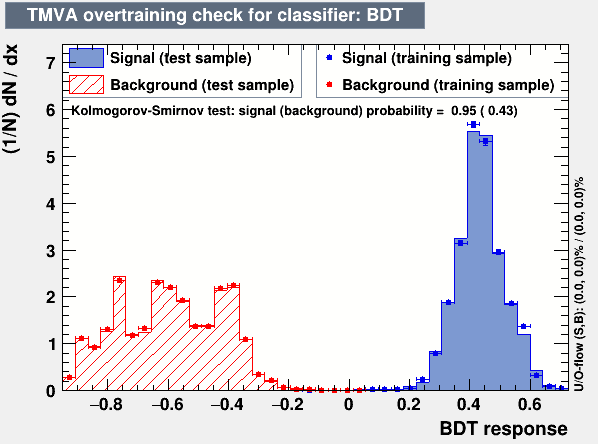 TMVA overtraining check for classifier: BDT
(1/N) dN / dx
7
6
5
4
3
2
1
0
Signal (test sample)
Background (test sample)
Signal (training sample)
Background (training sample)
Kolmogorov-Smirnov test: signal (background) probability = 0.95 ( 0.43)
−0.8 −0.6 −0.4 −0.2 0 0.2 0.4 0.6
BDT response
U/O-flow (S,B): (0.0, 0.0)% / (0.0, 0.0)%